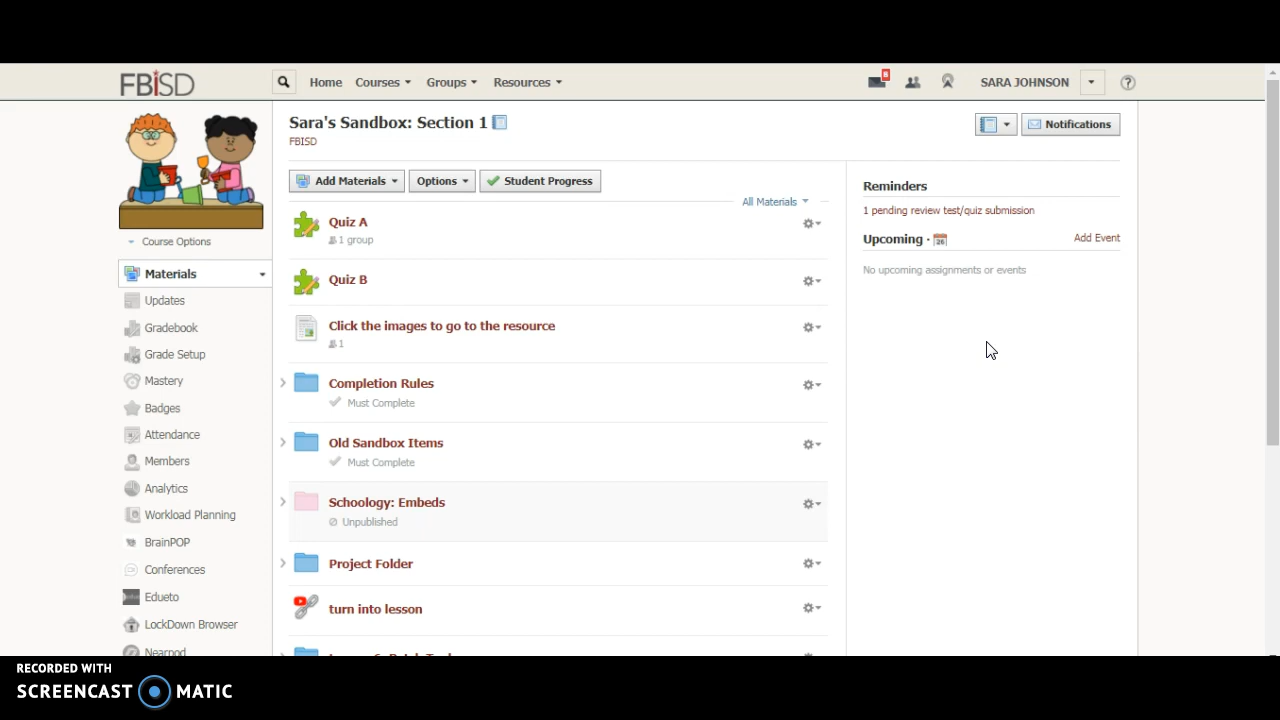 FBISD
Home
Courses
Groups
Resources
8
SARA JOHNSON
Sara's Sandbox: Section 1
FBISD
Notifications
Course Options
Materials
Updates
Gradebook
Grade Setup
Mastery
Badges
Attendance
Members
Analytics
Workload Planning
BrainPOP
Conferences
Edueto
LockDown Browser
Nearpod
Add Materials
Options
Student Progress
All Materials
Quiz A
1 group
Quiz B
Click the images to go to the resource
1
Completion Rules
Must Complete
Old Sandbox Items
Must Complete
Schoology: Embeds
Unpublished
Project Folder
turn into lesson
Reminders
1 pending review test/quiz submission
Upcoming · 26
Add Event
No upcoming assignments or events
RECORDED WITH
SCREENCAST MATIC